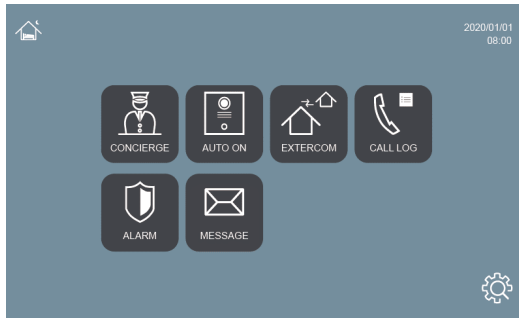 2020/01/01
08:00
CONCIERGE
AUTO ON
EXTERCOM
CALL LOG
ALARM
MESSAGE